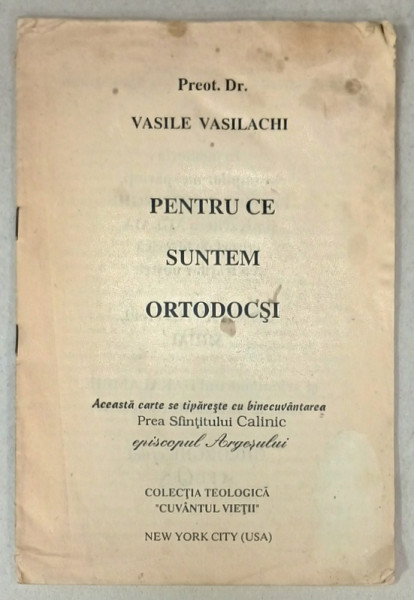 Preot. Dr.
VASILE VASILACHI
PENTRU CE
SUNTEM
ORTODOCŞI
Această carte se tipăreşte cu binecuvântarea
Prea Sfinţitului Calinic
episcopul Argeşului
COLECŢIA TEOLOGICĂ
"CUVÂNTUL VIEŢII"
NEW YORK CITY (USA)